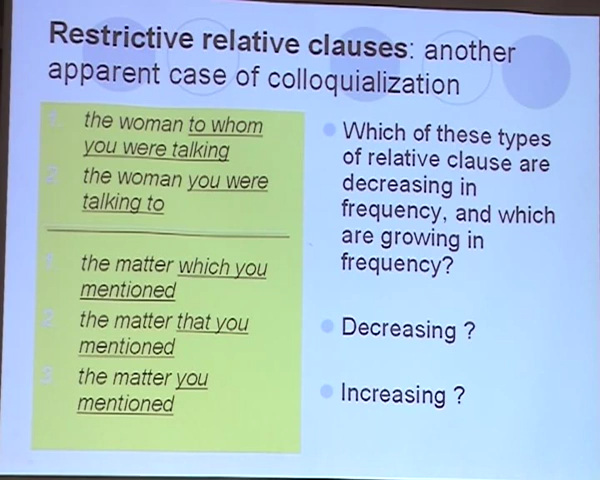 Restrictive relative clauses: another
apparent case of colloquialization
1. the woman to whom
you were talking
2. the woman you were
talking to
1. the matter which you
mentioned
2. the matter that you
mentioned
3. the matter you
mentioned
Which of these types
of relative clause are
decreasing in
frequency, and which
are growing in
frequency?
Decreasing ?
Increasing ?